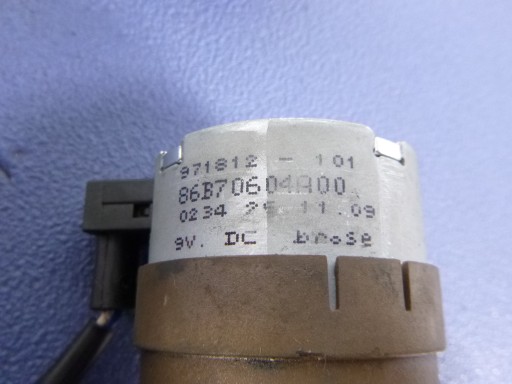 971812 - 101
86B70604A00
0234 25.11.09
9V. DC brose